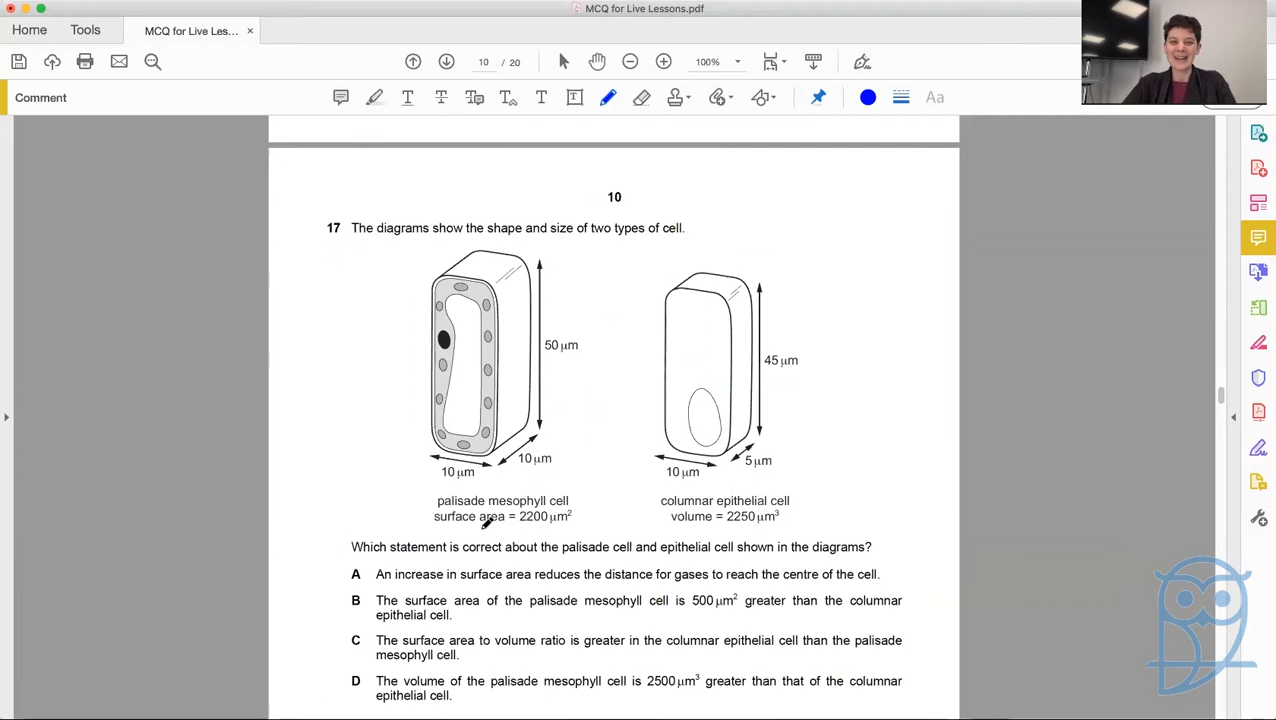 MCQ for Live Lessons.pdf
Home
Tools
MCQ for Live Les...
×
10 / 20
100%
Comment
Aa
10
17 The diagrams show the shape and size of two types of cell.
50 μm
10 μm
10 μm
45 μm
5 μm
10 μm
palisade mesophyll cell
surface area = 2200 μm²
columnar epithelial cell
volume = 2250 μm³
Which statement is correct about the palisade cell and epithelial cell shown in the diagrams?
A An increase in surface area reduces the distance for gases to reach the centre of the cell.
B The surface area of the palisade mesophyll cell is 500 μm² greater than the columnar
epithelial cell.
C The surface area to volume ratio is greater in the columnar epithelial cell than the palisade
mesophyll cell.
D The volume of the palisade mesophyll cell is 2500 μm³ greater than that of the columnar
epithelial cell.